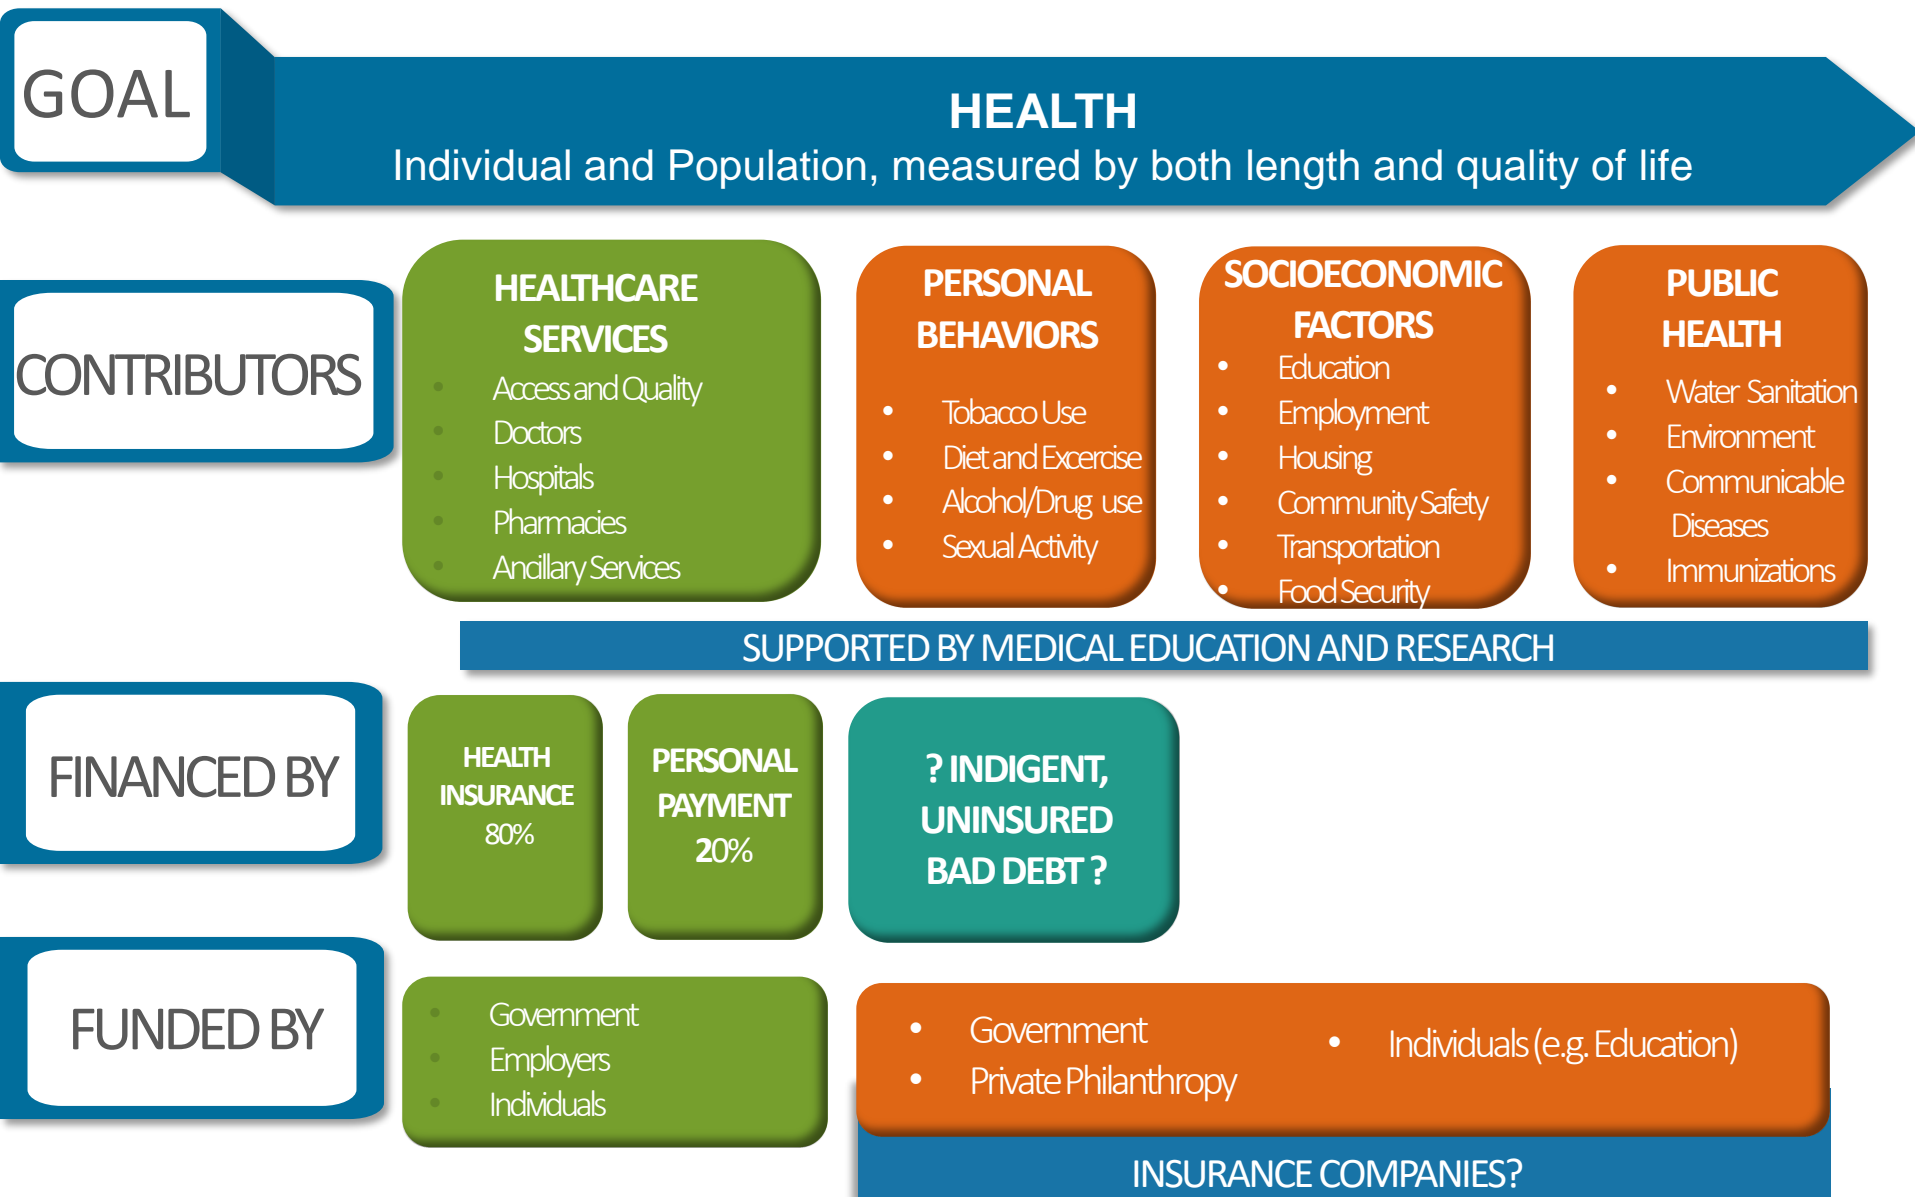 GOAL
HEALTH
Individual and Population, measured by both length and quality of life
CONTRIBUTORS
HEALTHCARE
SERVICES
Access and Quality
Doctors
Hospitals
Pharmacies
Ancillary Services
PERSONAL
BEHAVIORS
• Tobacco Use
• Diet and Excercise
• Alcohol/Drug use
• Sexual Activity
SOCIOECONOMIC
FACTORS
• Education
• Employment
• Housing
• Community Safety
• Transportation
• Food Security
PUBLIC
HEALTH
• Water Sanitation
• Environment
• Communicable
Diseases
• Immunizations
SUPPORTED BY MEDICAL EDUCATION AND RESEARCH
FINANCED BY
HEALTH
INSURANCE
80%
PERSONAL
PAYMENT
20%
? INDIGENT,
UNINSURED
BAD DEBT ?
FUNDED BY
Government
Employers
Individuals
• Government
• Private Philanthropy
• Individuals (e.g. Education)
INSURANCE COMPANIES?